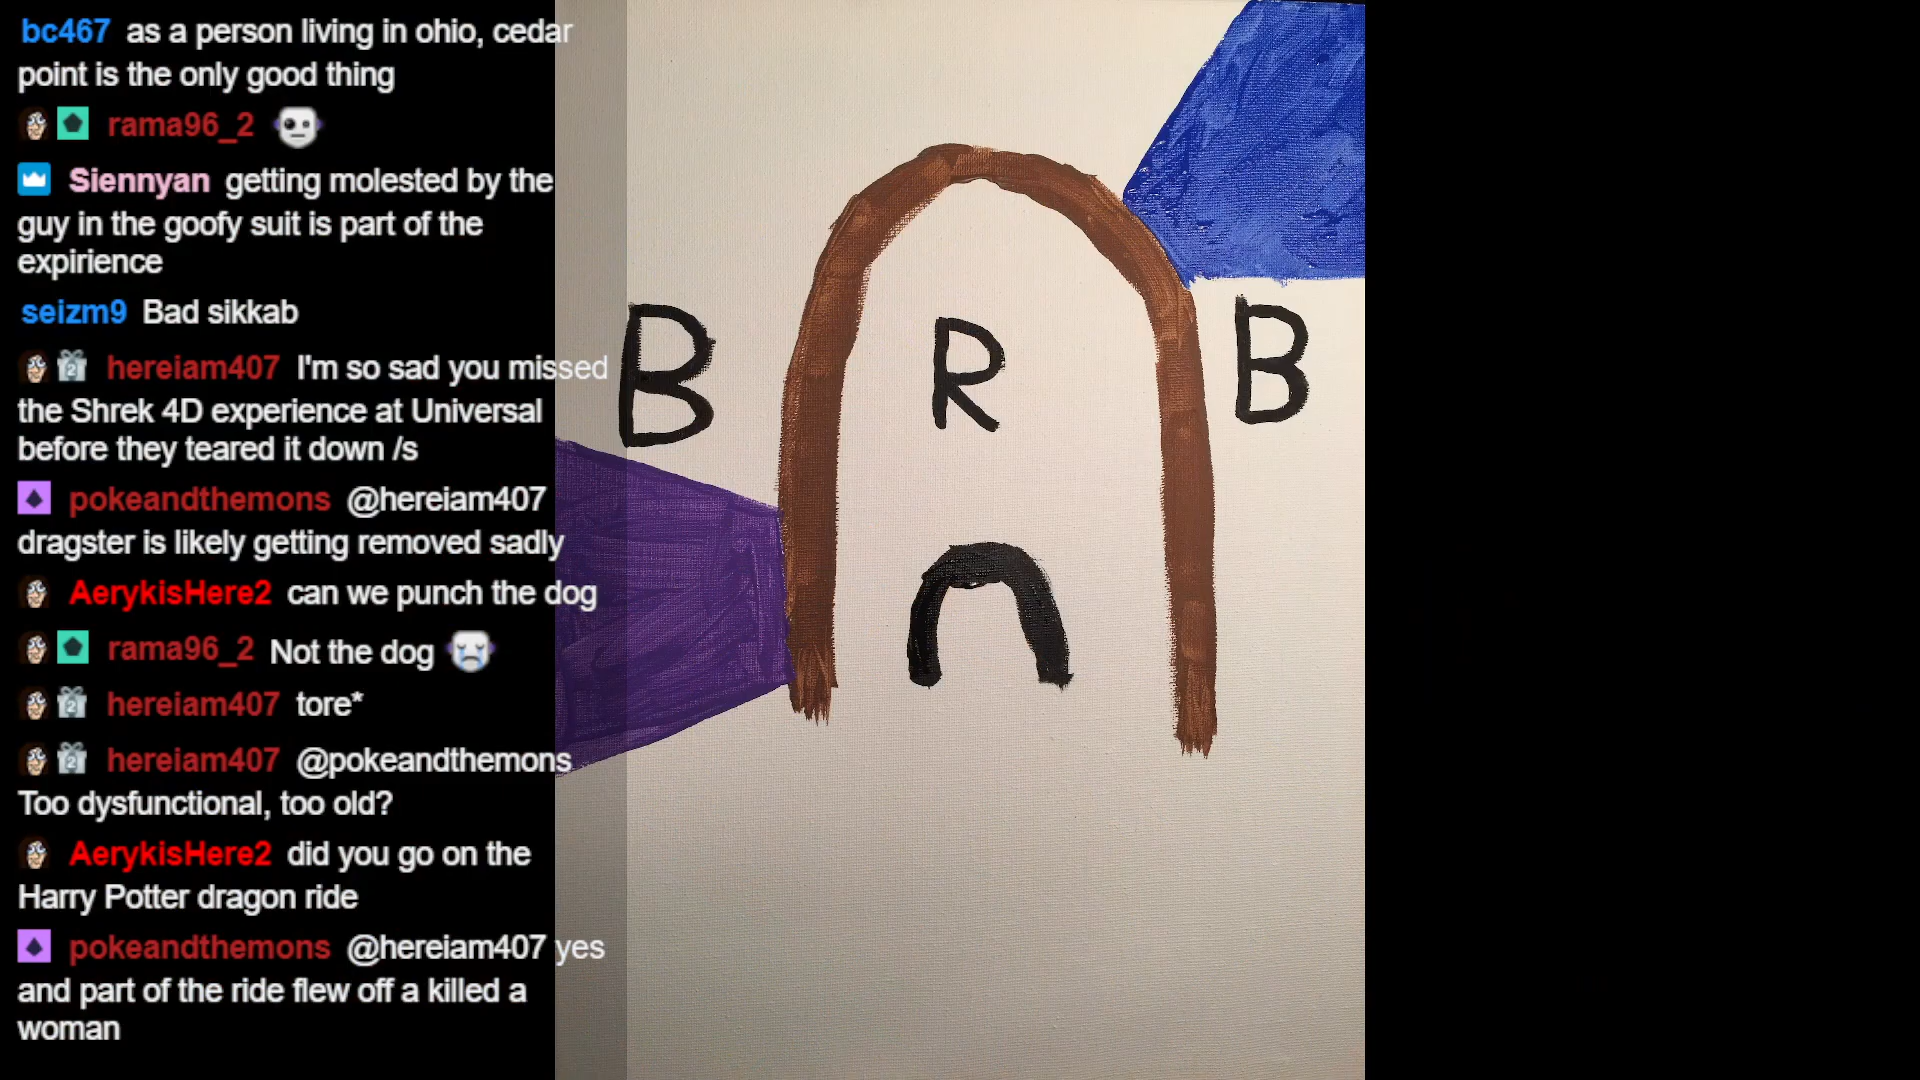 bc467 as a person living in ohio, cedar
point is the only good thing
rama96_2
Siennyan getting molested by the
guy in the goofy suit is part of the
expirience
seizm9 Bad sikkab
hereiam407 I'm so sad you missed
the Shrek 4D experience at Universal
before they teared it down /s
pokeandthemons @hereiam407
dragster is likely getting removed sadly
AerykisHere2 can we punch the dog
rama96_2 Not the dog
hereiam407 tore*
hereiam407 @pokeandthemons
Too dysfunctional, too old?
AerykisHere2 did you go on the
Harry Potter dragon ride
pokeandthemons @hereiam407 yes
and part of the ride flew off a killed a
woman
B R B